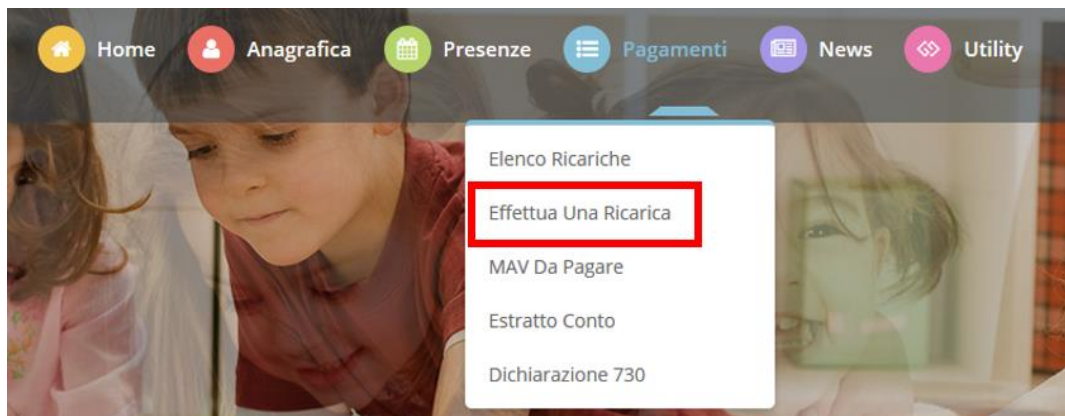 Home Anagrafica Presenze Pagamenti News Utility
Elenco Ricariche
Effettua Una Ricarica
MAV Da Pagare
Estratto Conto
Dichiarazione 730